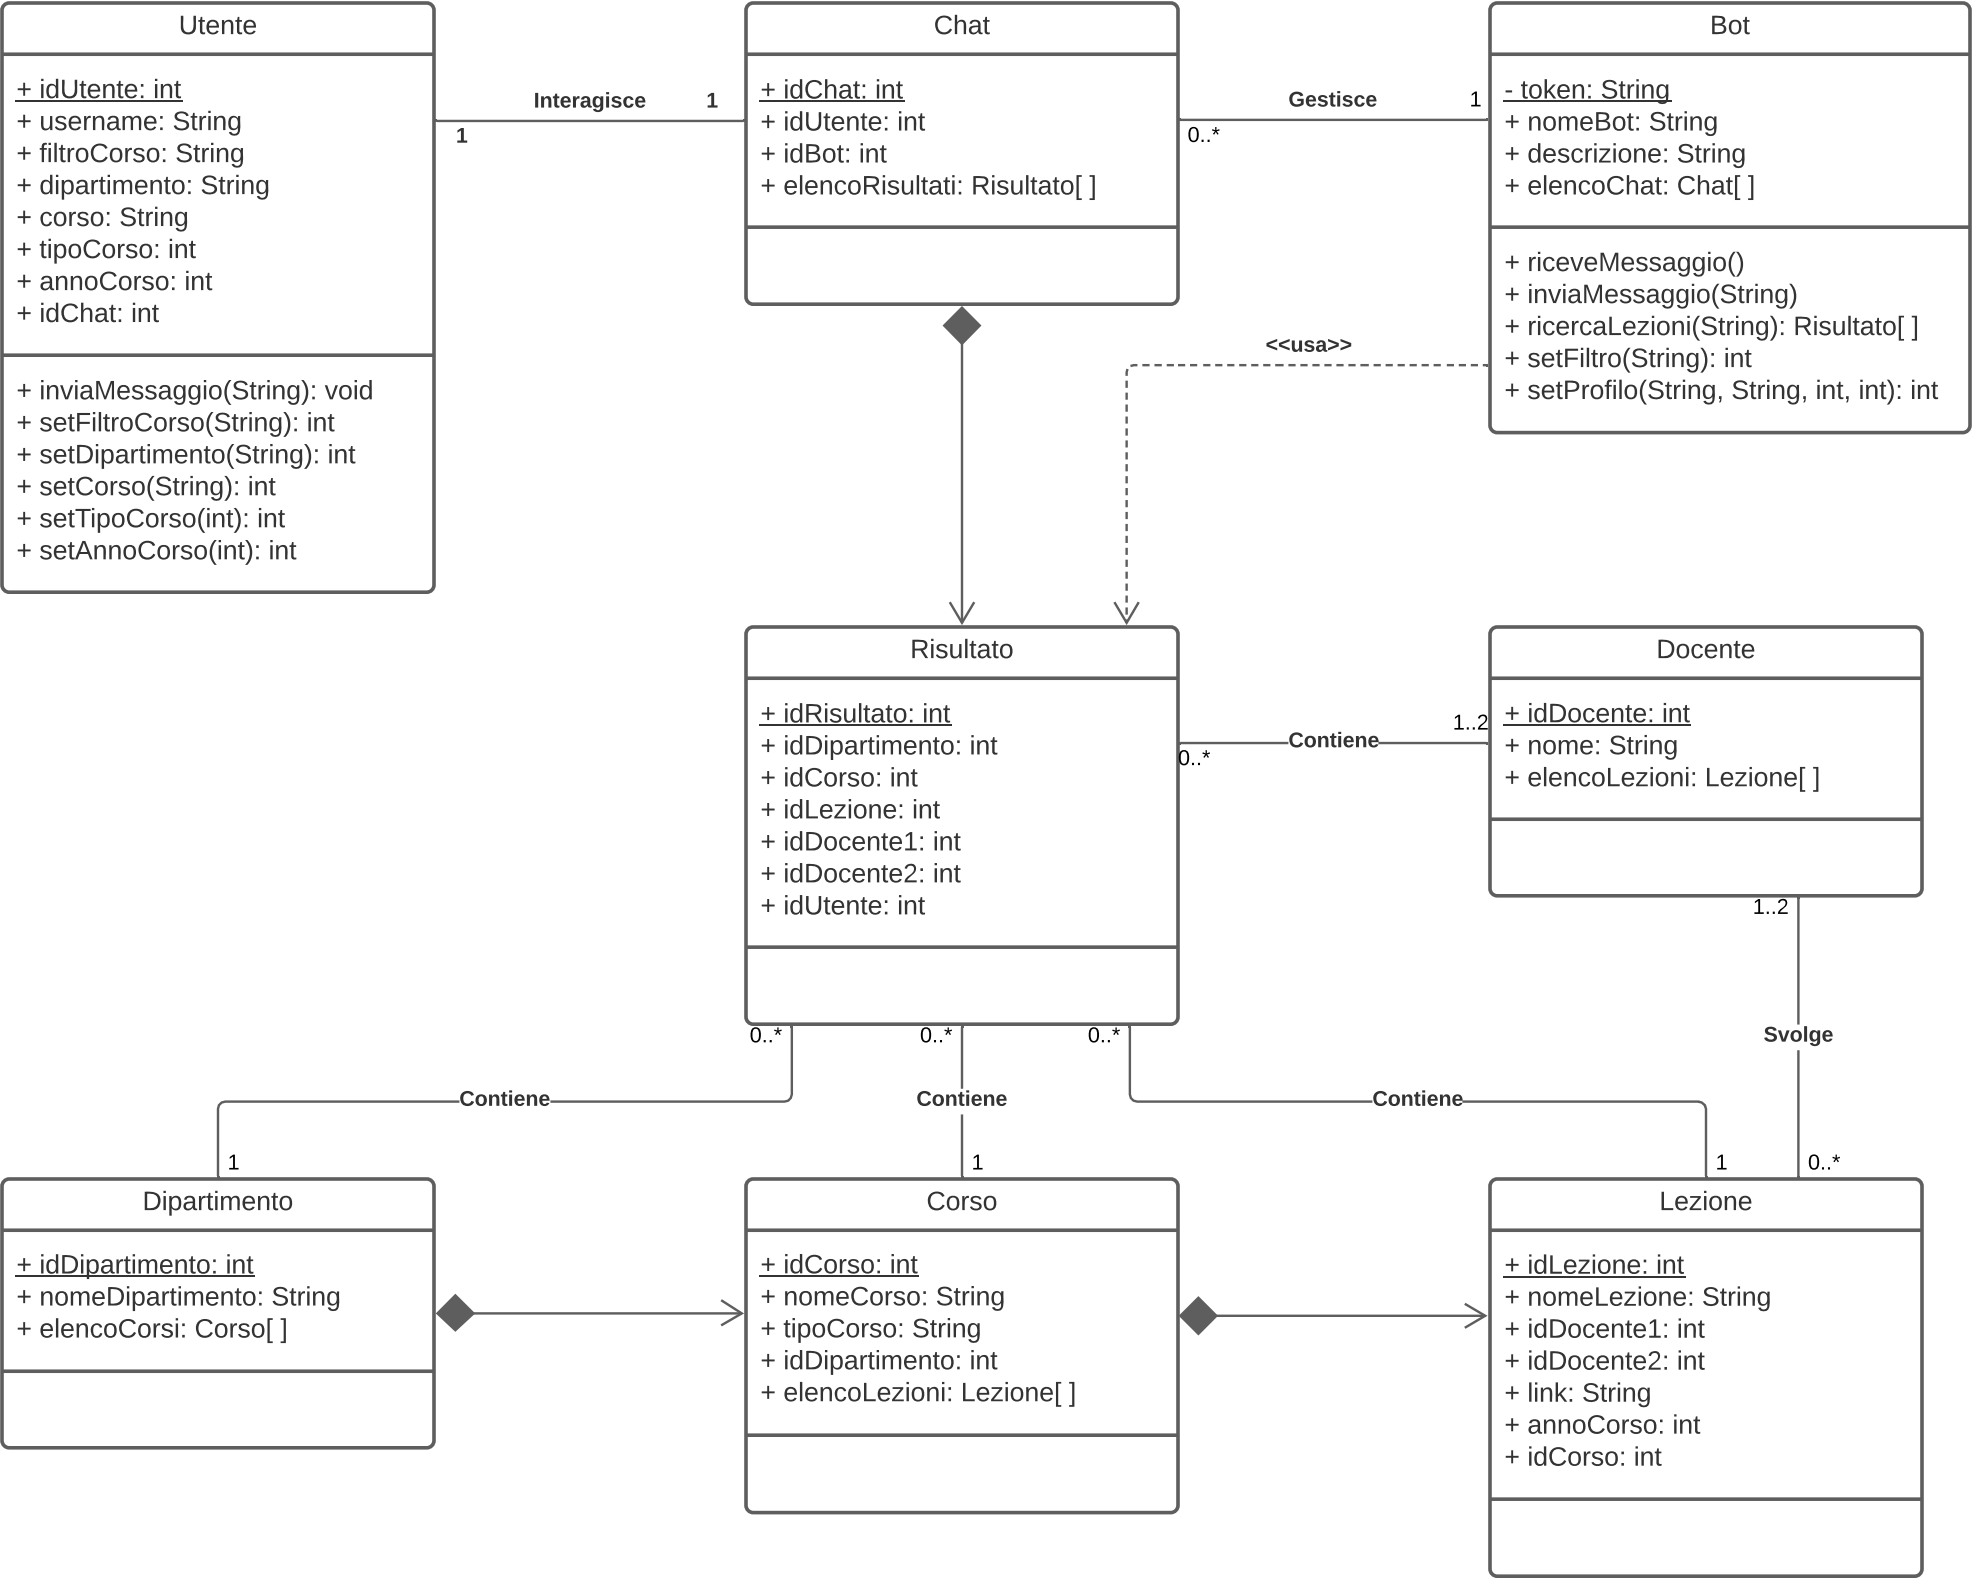 Utente
+ idUtente: int
+ username: String
+ filtroCorso: String
+ dipartimento: String
+ corso: String
+ tipoCorso: int
+ annoCorso: int
+ idChat: int
+ inviaMessaggio(String): void
+ setFiltroCorso(String): int
+ setDipartimento(String): int
+ setCorso(String): int
+ setTipoCorso(int): int
+ setAnnoCorso(int): int
Interagisce
1
1
Chat
+ idChat: int
+ idUtente: int
+ idBot: int
+ elencoRisultati: Risultato[ ]
Gestisce
1
0..*
Bot
- token: String
+ nomeBot: String
+ descrizione: String
+ elencoChat: Chat[ ]
+ riceveMessaggio()
+ inviaMessaggio(String)
+ ricercaLezioni(String): Risultato[ ]
+ setFiltro(String): int
+ setProfilo(String, String, int, int): int
<<usa>>
Risultato
+ idRisultato: int
+ idDipartimento: int
+ idCorso: int
+ idLezione: int
+ idDocente1: int
+ idDocente2: int
+ idUtente: int
1..2
Contiene
0..*
Docente
+ idDocente: int
+ nome: String
+ elencoLezioni: Lezione[ ]
1..2
Svolge
0..*
0..*
0..*
0..*
Contiene
Contiene
Contiene
1
1
1
Dipartimento
+ idDipartimento: int
+ nomeDipartimento: String
+ elencoCorsi: Corso[ ]
Corso
+ idCorso: int
+ nomeCorso: String
+ tipoCorso: String
+ idDipartimento: int
+ elencoLezioni: Lezione[ ]
Lezione
+ idLezione: int
+ nomeLezione: String
+ idDocente1: int
+ idDocente2: int
+ link: String
+ annoCorso: int
+ idCorso: int